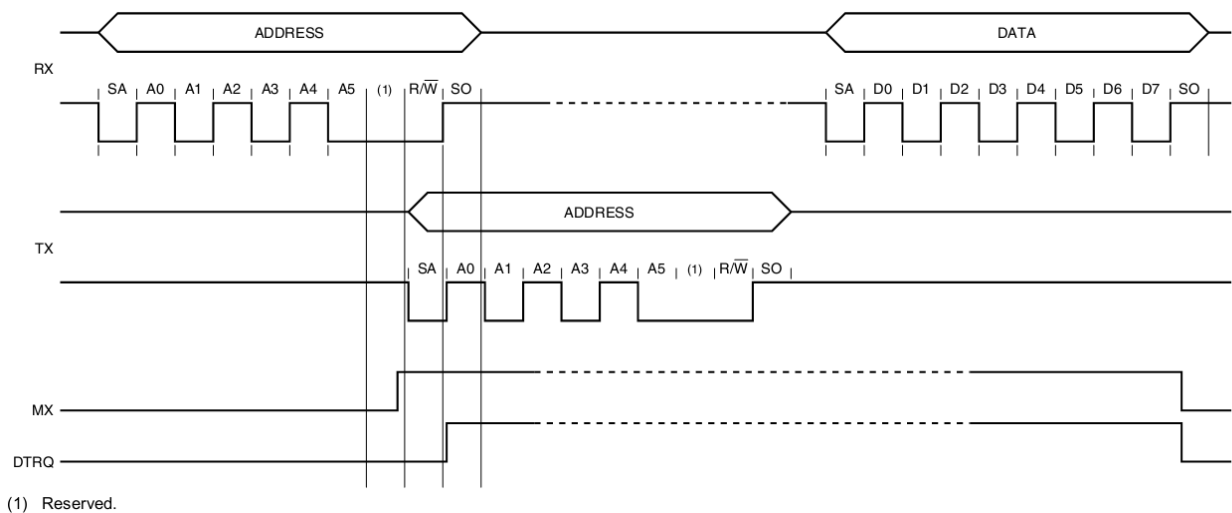 ADDRESS DATA
RX
SA A0 A1 A2 A3 A4 A5 (1) R/W̅ SO SA D0 D1 D2 D3 D4 D5 D6 D7 SO
ADDRESS
TX
SA A0 A1 A2 A3 A4 A5 (1) R/W̅ SO
MX
DTRQ
(1) Reserved.